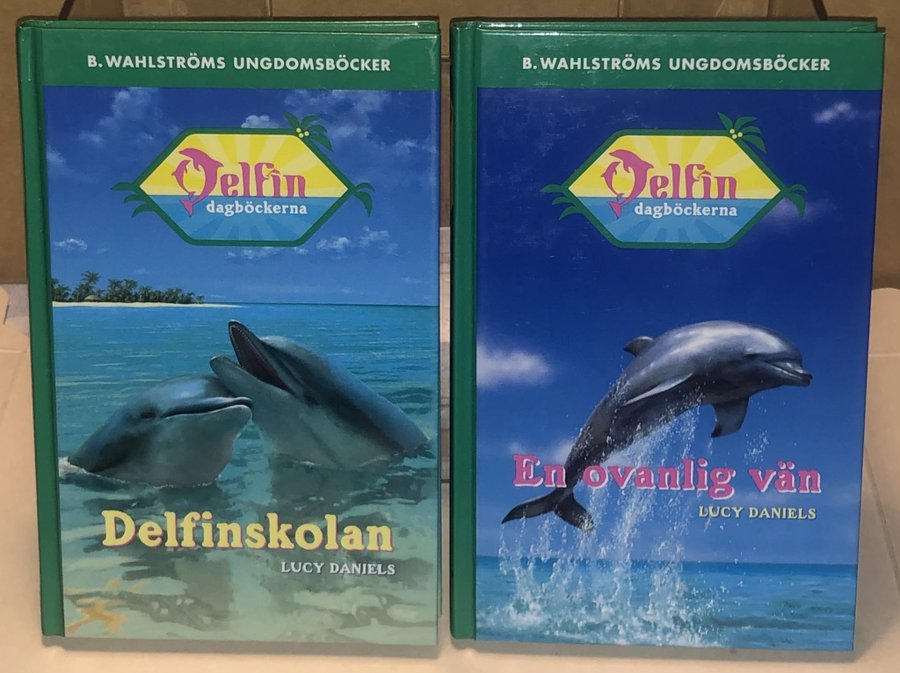 B. WAHLSTRÖMS UNGDOMSBÖCKER
Delfin
dagböckerna
Delfinskolan
LUCY DANIELS
B. WAHLSTRÖMS UNGDOMSBÖCKER
Delfin
dagböckerna
En ovanlig vän
LUCY DANIELS